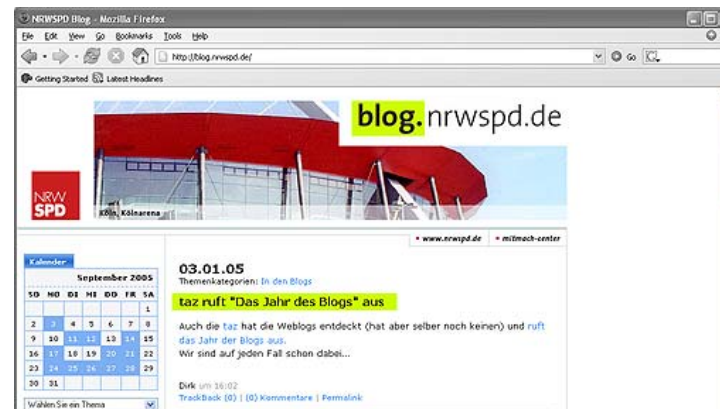 NRWSPD Blog - Mozilla Firefox
File Edit View Go Bookmarks Tools Help
http://blog.nrwspd.de/ Go
Getting Started Latest Headlines
blog.nrwspd.de
NRW
SPD
Köln, Kölnarena
www.nrwspd.de mitmach-center
Kalender
September 2005
SO MO DI MI DO FR SA
1
2 3 4 5 6 7 8
9 10 11 12 13 14 15
16 17 18 19 20 21 22
23 24 25 26 27 28 29
30 31
Wählen Sie ein Thema
03.01.05
Themenkategorien: In den Blogs
taz ruft "Das Jahr des Blogs" aus
Auch die taz hat die Weblogs entdeckt (hat aber selber noch keinen) und ruft
das Jahr der Blogs aus.
Wir sind auf jeden Fall schon dabei...
Dirk um 16:02
TrackBack (0) | (0) Kommentare | Permalink